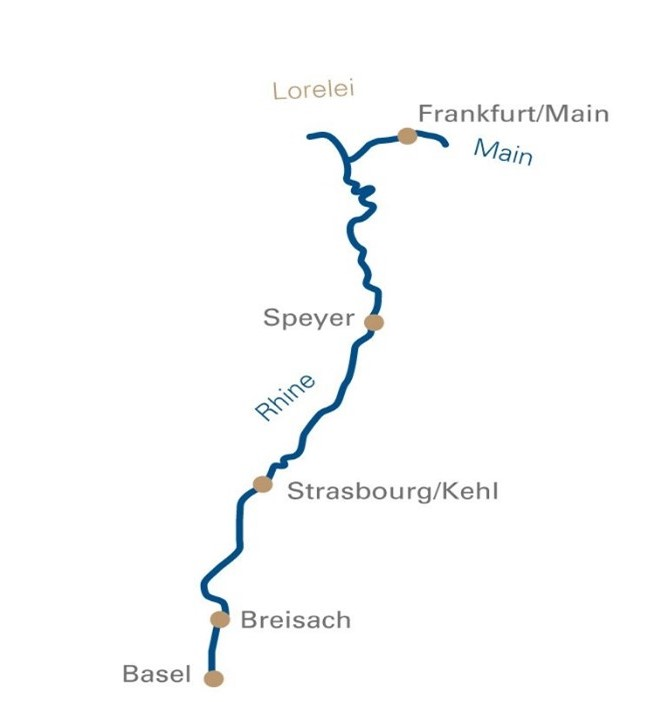 Lorelei
Frankfurt/Main
Main
Speyer
Rhine
Strasbourg/Kehl
Breisach
Basel